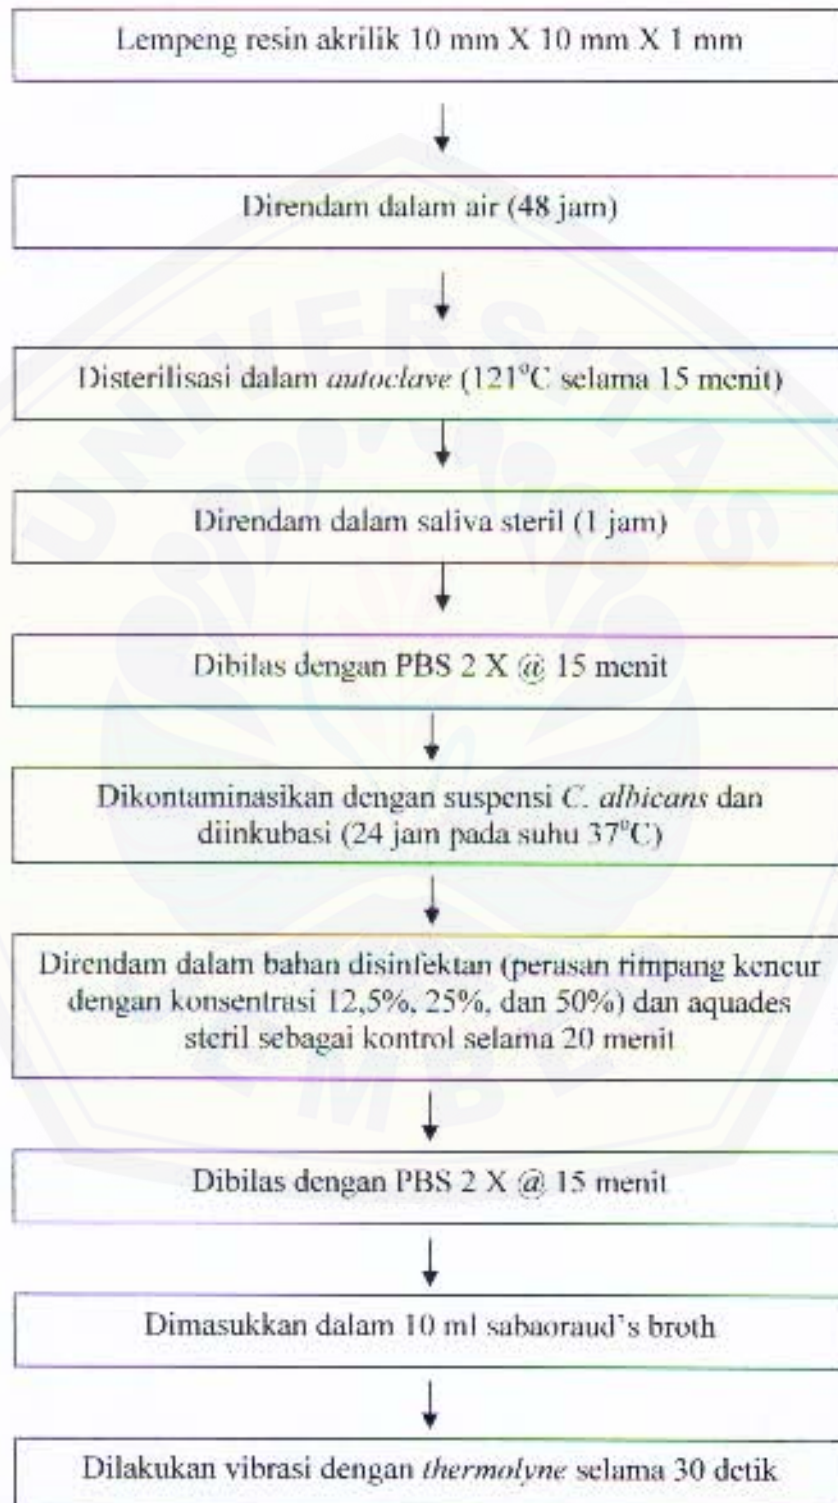 Lempeng resin akrilik 10 mm X 10 mm X 1 mm
Direndam dalam air (48 jam)
Disterilisasi dalam autoclave (121°C selama 15 menit)
Direndam dalam saliva steril (1 jam)
Dibilas dengan PBS 2 X @ 15 menit
Dikontaminasikan dengan suspensi C. albicans dan
diinkubasi (24 jam pada suhu 37°C)
Direndam dalam bahan disinfektan (perasan rimpang kencur
dengan konsentrasi 12,5%, 25%, dan 50%) dan aquades
steril sebagai kontrol selama 20 menit
Dibilas dengan PBS 2 X @ 15 menit
Dimasukkan dalam 10 ml sabaoraud's broth
Dilakukan vibrasi dengan thermolyne selama 30 detik
UNIVERSITAS
EMBE